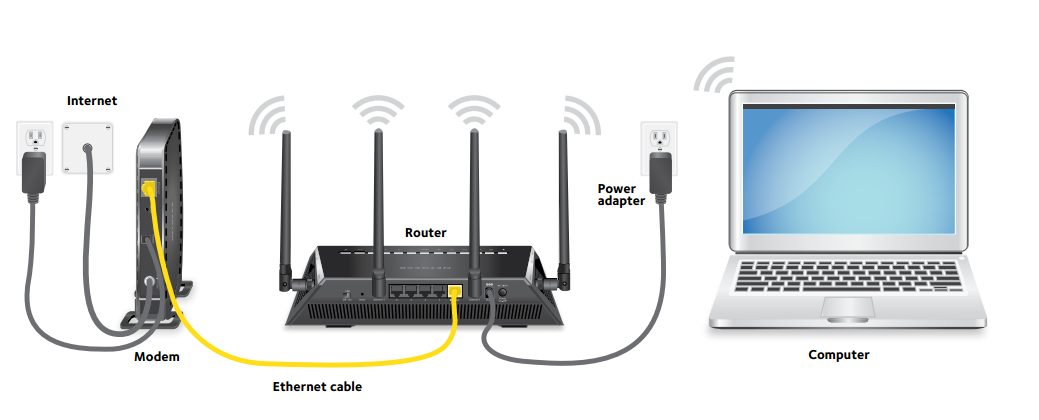 Internet
Power
adapter
Router
Modem
Computer
Ethernet cable